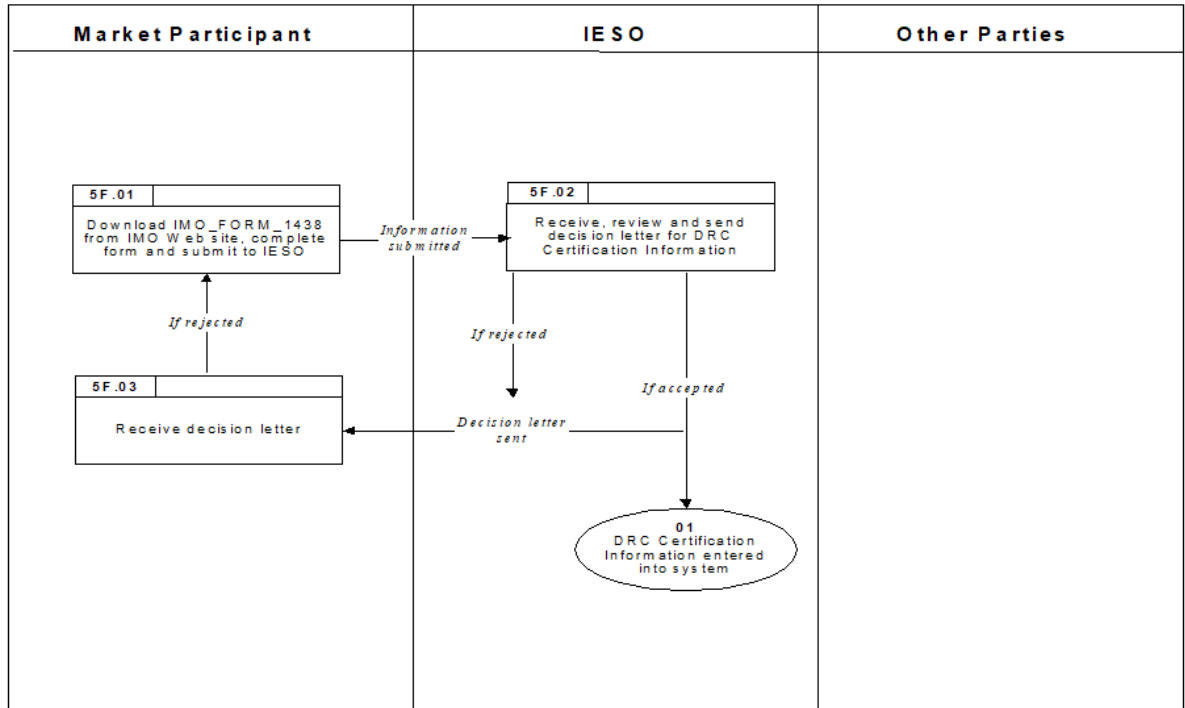 Market Participant
IESO
Other Parties
5F.01
Download IMO_FORM_1438
from IMO Web site, complete
form and submit to IESO
Information
submitted
5F.02
Receive, review and send
decision letter for DRC
Certification Information
If rejected
If rejected
If accepted
5F.03
Receive decision letter
Decision letter
sent
01
DRC Certification
Information entered
into system